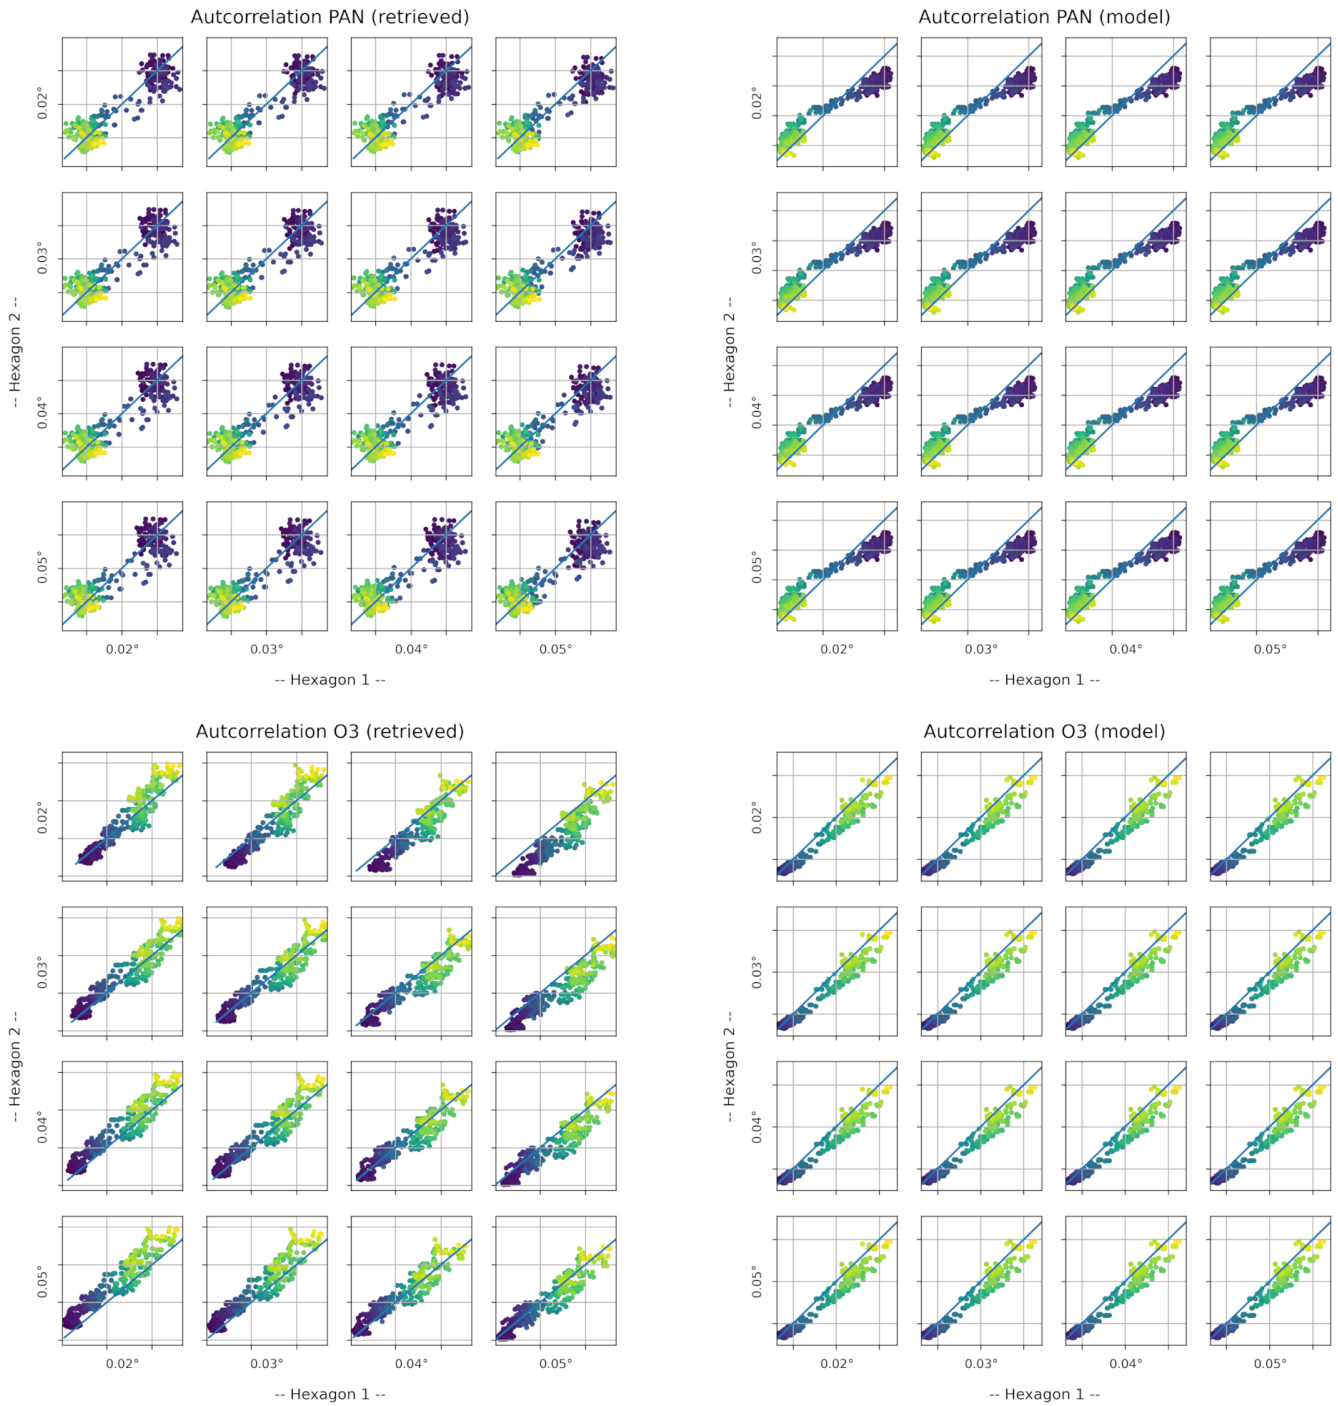 Autcorrelation PAN (retrieved)
0.02°
0.03°
0.04°
0.05°
-- Hexagon 2 --
0.02° 0.03° 0.04° 0.05°
-- Hexagon 1 --
Autcorrelation PAN (model)
0.02°
0.03°
0.04°
0.05°
-- Hexagon 2 --
0.02° 0.03° 0.04° 0.05°
-- Hexagon 1 --
Autcorrelation O3 (retrieved)
0.02°
0.03°
0.04°
0.05°
-- Hexagon 2 --
0.02° 0.03° 0.04° 0.05°
-- Hexagon 1 --
Autcorrelation O3 (model)
0.02°
0.03°
0.04°
0.05°
-- Hexagon 2 --
0.02° 0.03° 0.04° 0.05°
-- Hexagon 1 --